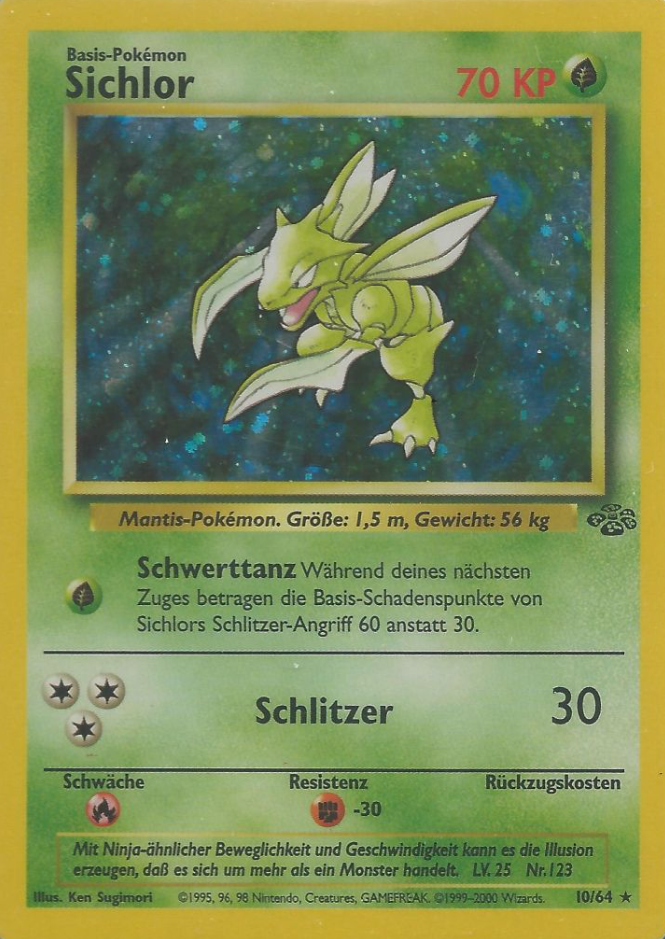 Basis-Pokémon
Sichlor
70 KP
Mantis-Pokémon. Größe: 1,5 m, Gewicht: 56 kg
Schwerttanz Während deines nächsten
Zuges betragen die Basis-Schadenspunkte von
Sichlors Schlitzer-Angriff 60 anstatt 30.
Schlitzer 30
Schwäche Resistenz Rückzugskosten
-30
Mit Ninja-ähnlicher Beweglichkeit und Geschwindigkeit kann es die Illusion
erzeugen, daß es sich um mehr als ein Monster handelt. LV. 25 Nr. 123
Illus. Ken Sugimori ©1995, 96, 98 Nintendo, Creatures, GAMEFREAK. ©1999-2000 Wizards. 10/64 ★